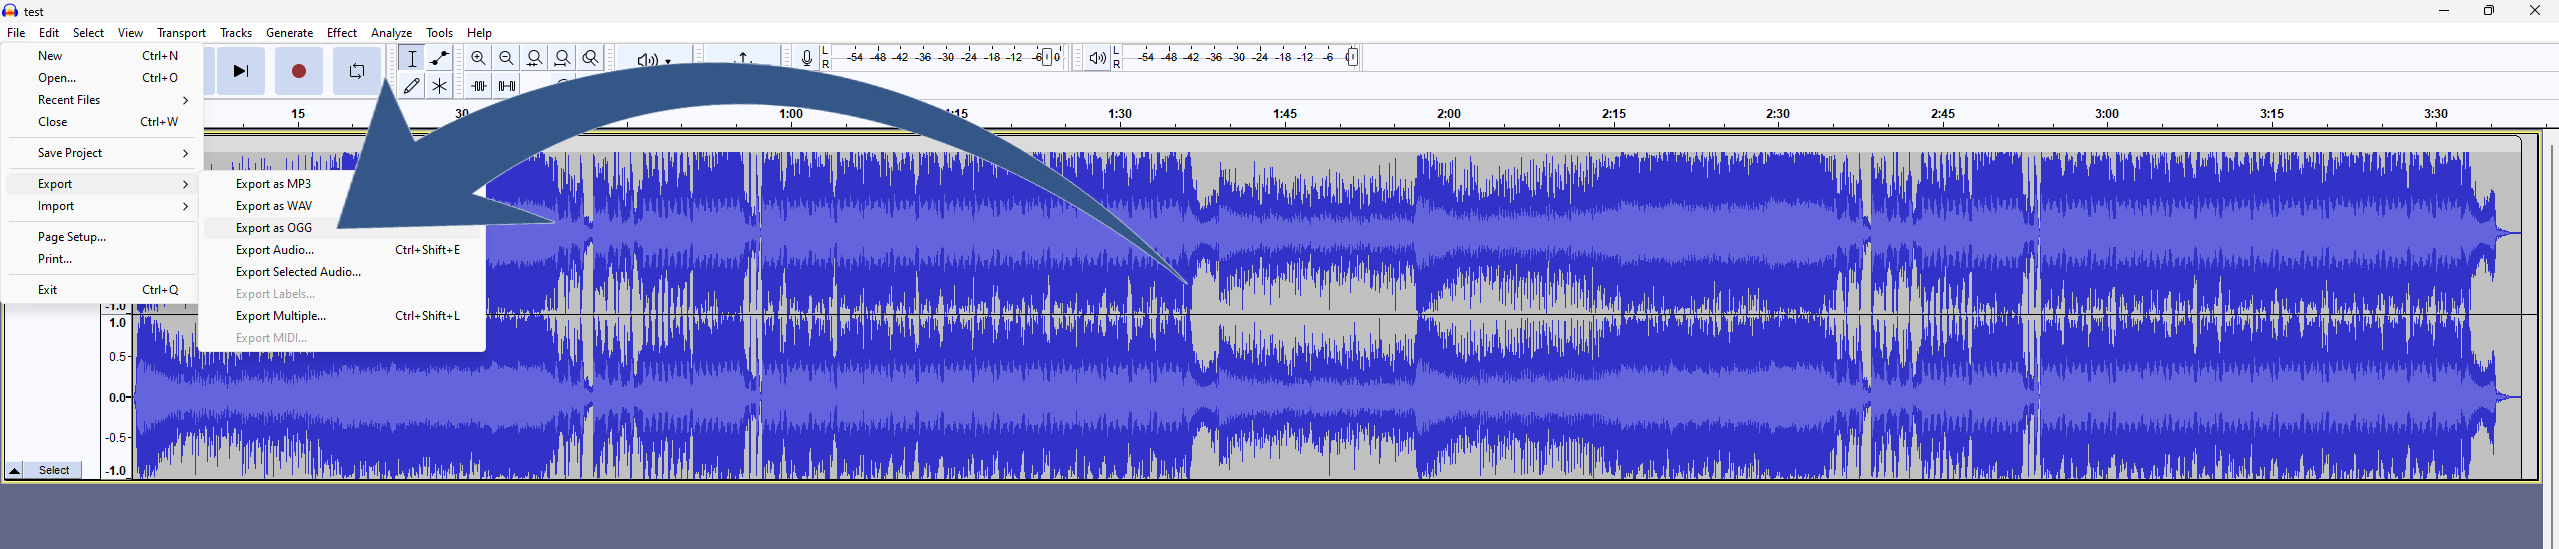 test
File Edit Select View Transport Tracks Generate Effect Analyze Tools Help
New Ctrl+N
Open... Ctrl+O
Recent Files
Close Ctrl+W
Save Project
Export
Import
Page Setup...
Print...
Exit Ctrl+Q
Export as MP3
Export as WAV
Export as OGG
Export Audio... Ctrl+Shift+E
Export Selected Audio...
Export Labels...
Export Multiple... Ctrl+Shift+L
Export MIDI...
L
R
-54 -48 -42 -36 -30 -24 -18 -12 -6 0
L
R
-54 -48 -42 -36 -30 -24 -18 -12 -6
15 30 1:00 1:15 1:30 1:45 2:00 2:15 2:30 2:45 3:00 3:15 3:30
-1.0
1.0
0.5
0.0
-0.5
-1.0
Select